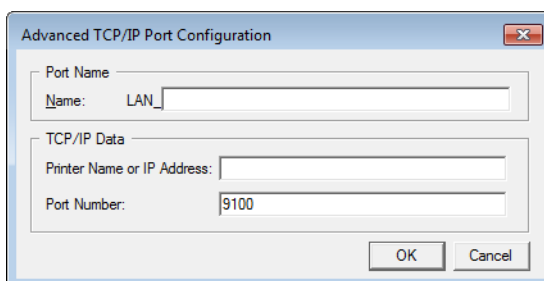 Advanced TCP/IP Port Configuration
Port Name
Name: LAN_
TCP/IP Data
Printer Name or IP Address:
Port Number: 9100
OK Cancel